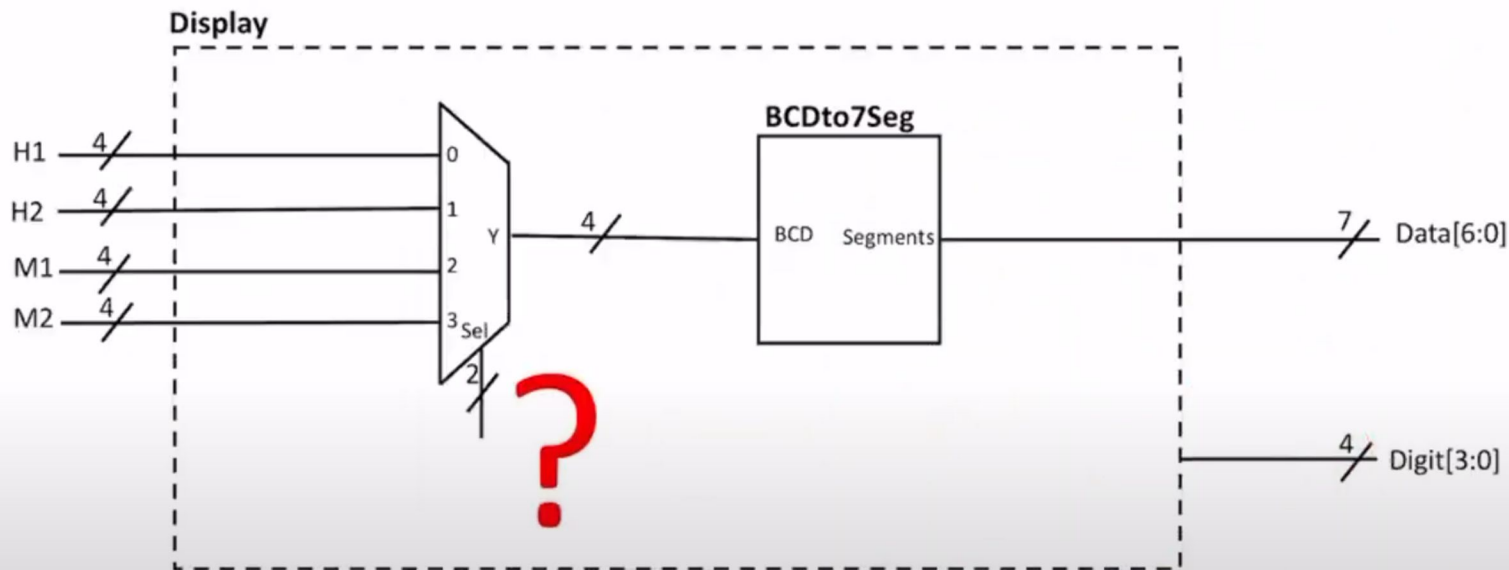 Display
BCDto7Seg
H1 4 0
H2 4 1
Y 4 BCD Segments 7 Data[6:0]
M1 4 2
M2 4 3 Sel
2
?
4 Digit[3:0]